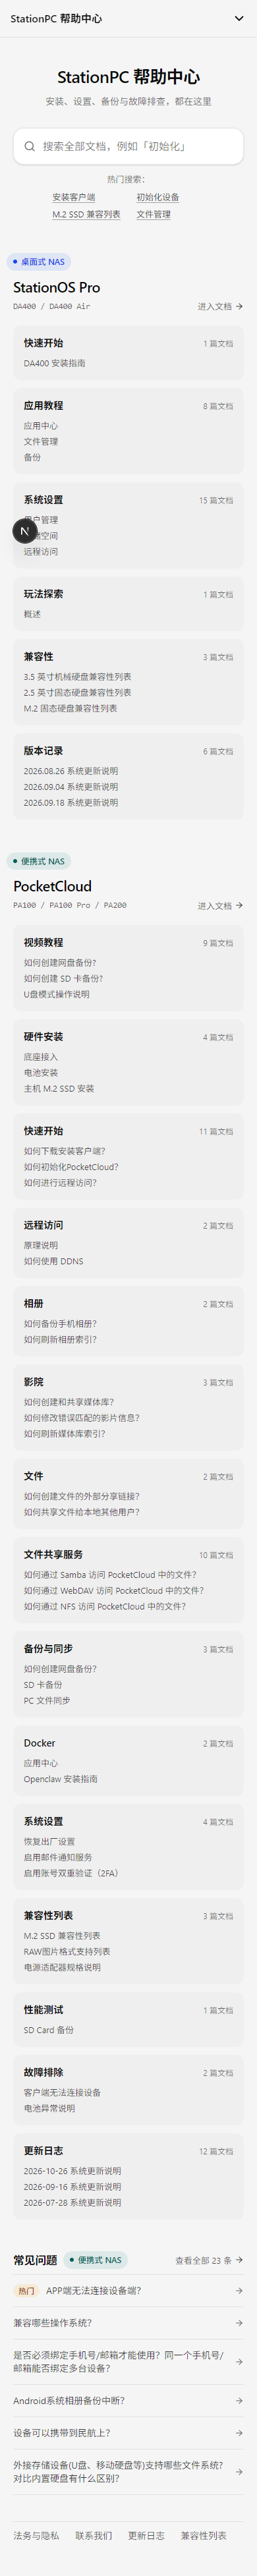 StationPC 帮助中心
StationPC 帮助中心
安装、设置、备份与故障排查，都在这里
搜索全部文档，例如「初始化」
热门搜索：
安装客户端 初始化设备
M.2 SSD 兼容列表 文件管理
桌面式 NAS
StationOS Pro
DA400 / DA400 Air 进入文档
快速开始 1 篇文档
DA400 安装指南
应用教程 8 篇文档
应用中心
文件管理
备份
系统设置 15 篇文档
户管理
N
空间
远程访问
玩法探索 1 篇文档
概述
兼容性 3 篇文档
3.5 英寸机械硬盘兼容性列表
2.5 英寸固态硬盘兼容性列表
M.2 固态硬盘兼容性列表
版本记录 6 篇文档
2026.08.26 系统更新说明
2026.09.04 系统更新说明
2026.09.18 系统更新说明
便携式 NAS
PocketCloud
PA100 / PA100 Pro / PA200 进入文档
视频教程 9 篇文档
如何创建网盘备份?
如何创建 SD 卡备份?
U盘模式操作说明
硬件安装 4 篇文档
底座接入
电池安装
主机 M.2 SSD 安装
快速开始 11 篇文档
如何下载安装客户端?
如何初始化PocketCloud?
如何进行远程访问?
远程访问 2 篇文档
原理说明
如何使用 DDNS
相册 2 篇文档
如何备份手机相册?
如何刷新相册索引?
影院 3 篇文档
如何创建和共享媒体库?
如何修改错误匹配的影片信息?
如何刷新媒体库索引?
文件 2 篇文档
如何创建文件的外部分享链接?
如何共享文件给本地其他用户?
文件共享服务 10 篇文档
如何通过 Samba 访问 PocketCloud 中的文件?
如何通过 WebDAV 访问 PocketCloud 中的文件?
如何通过 NFS 访问 PocketCloud 中的文件?
备份与同步 3 篇文档
如何创建网盘备份?
SD 卡备份
PC 文件同步
Docker 2 篇文档
应用中心
Openclaw 安装指南
系统设置 4 篇文档
恢复出厂设置
启用邮件通知服务
启用账号双重验证（2FA）
兼容性列表 3 篇文档
M.2 SSD 兼容性列表
RAW图片格式支持列表
电源适配器规格说明
性能测试 1 篇文档
SD Card 备份
故障排除 2 篇文档
客户端无法连接设备
电池异常说明
更新日志 12 篇文档
2026-10-26 系统更新说明
2026-09-16 系统更新说明
2026-07-28 系统更新说明
常见问题 便携式 NAS 查看全部 23 条
热门 APP端无法连接设备端?
兼容哪些操作系统?
是否必须绑定手机号/邮箱才能使用？同一个手机号/
邮箱能否绑定多台设备？
Android系统相册备份中断?
设备可以携带到民航上?
外接存储设备(U盘、移动硬盘等)支持哪些文件系统?
对比内置硬盘有什么区别?
法务与隐私 联系我们 更新日志 兼容性列表